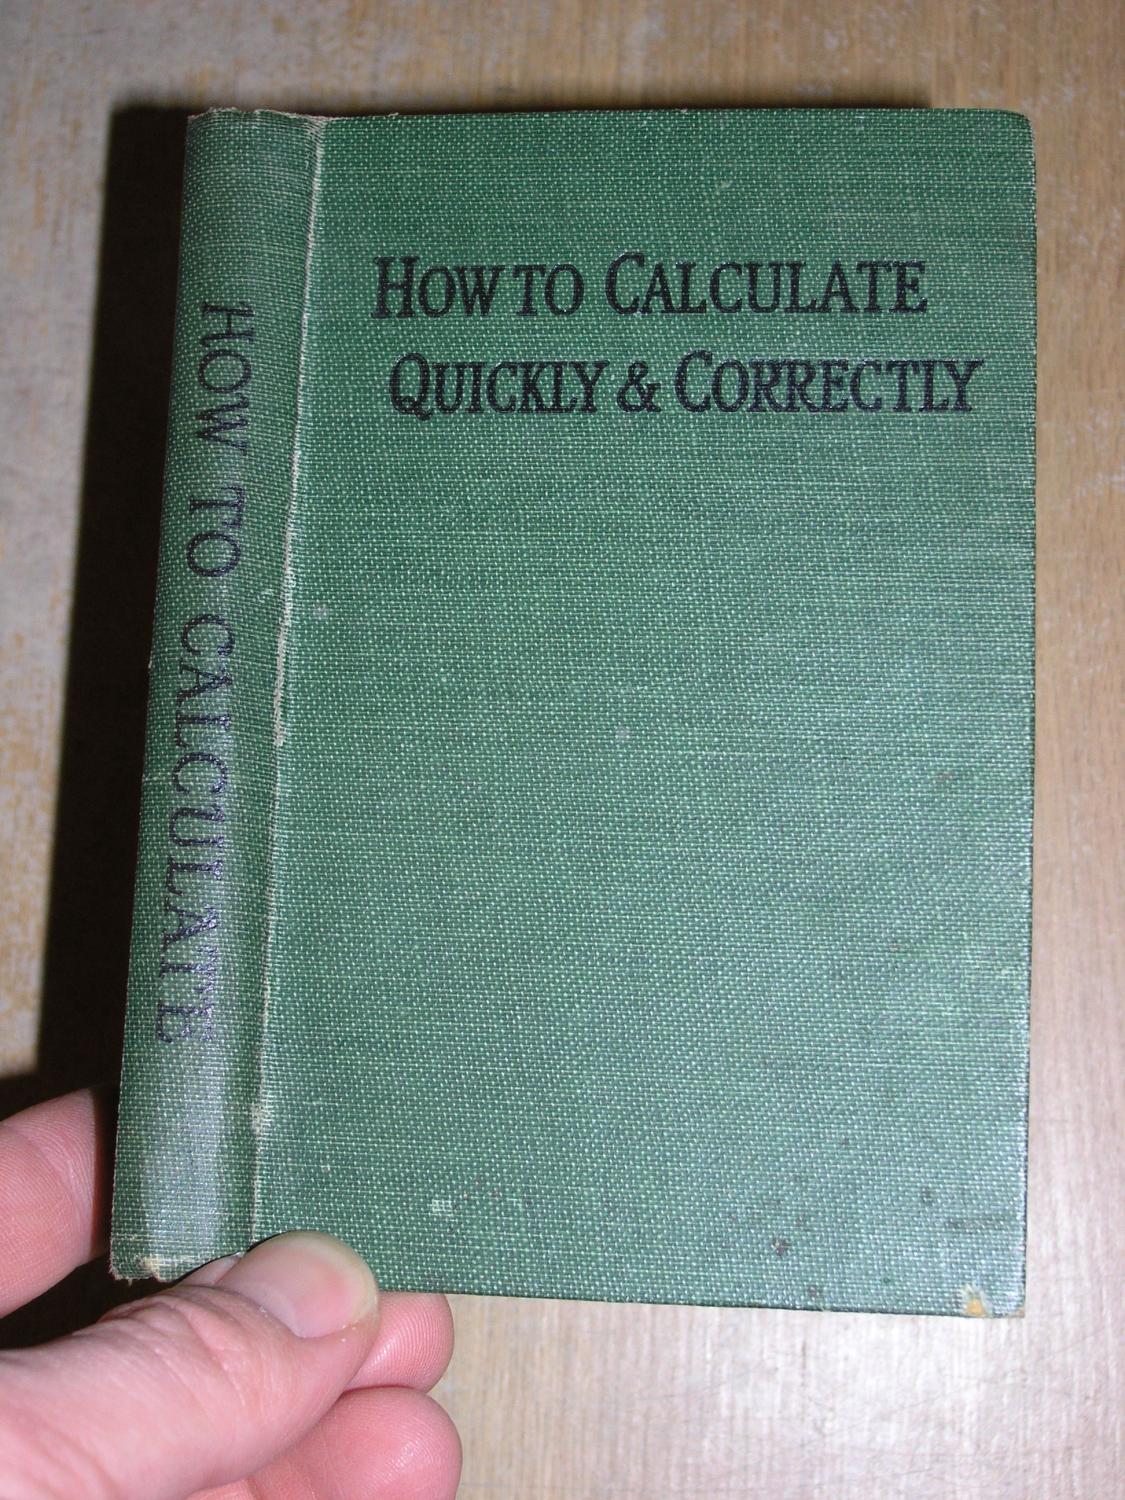 How to Calculate
Quickly & Correctly
HOW TO CALCULATE